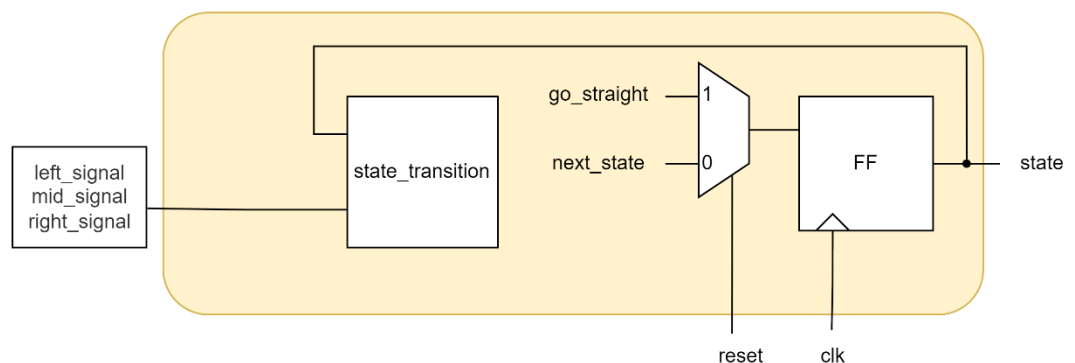 go_straight
1
next_state
0
state_transition
FF
state
left_signal
mid_signal
right_signal
reset
clk